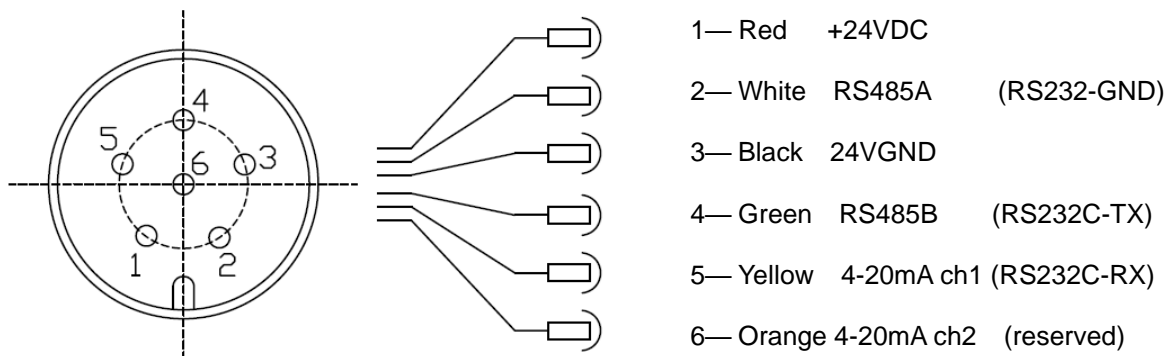 4
5
3
6
1
2
1— Red +24VDC
2— White RS485A (RS232-GND)
3— Black 24VGND
4— Green RS485B (RS232C-TX)
5— Yellow 4-20mA ch1 (RS232C-RX)
6— Orange 4-20mA ch2 (reserved)